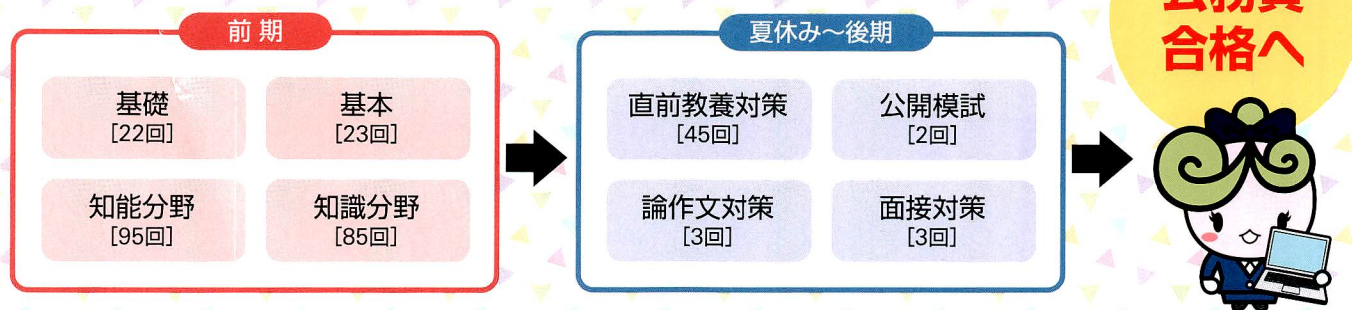 前期
基礎
[22回]
基本
[23回]
知能分野
[95回]
知識分野
[85回]
夏休み～後期
直前教養対策
[45回]
公開模試
[2回]
論作文対策
[3回]
面接対策
[3回]
公務員
合格へ